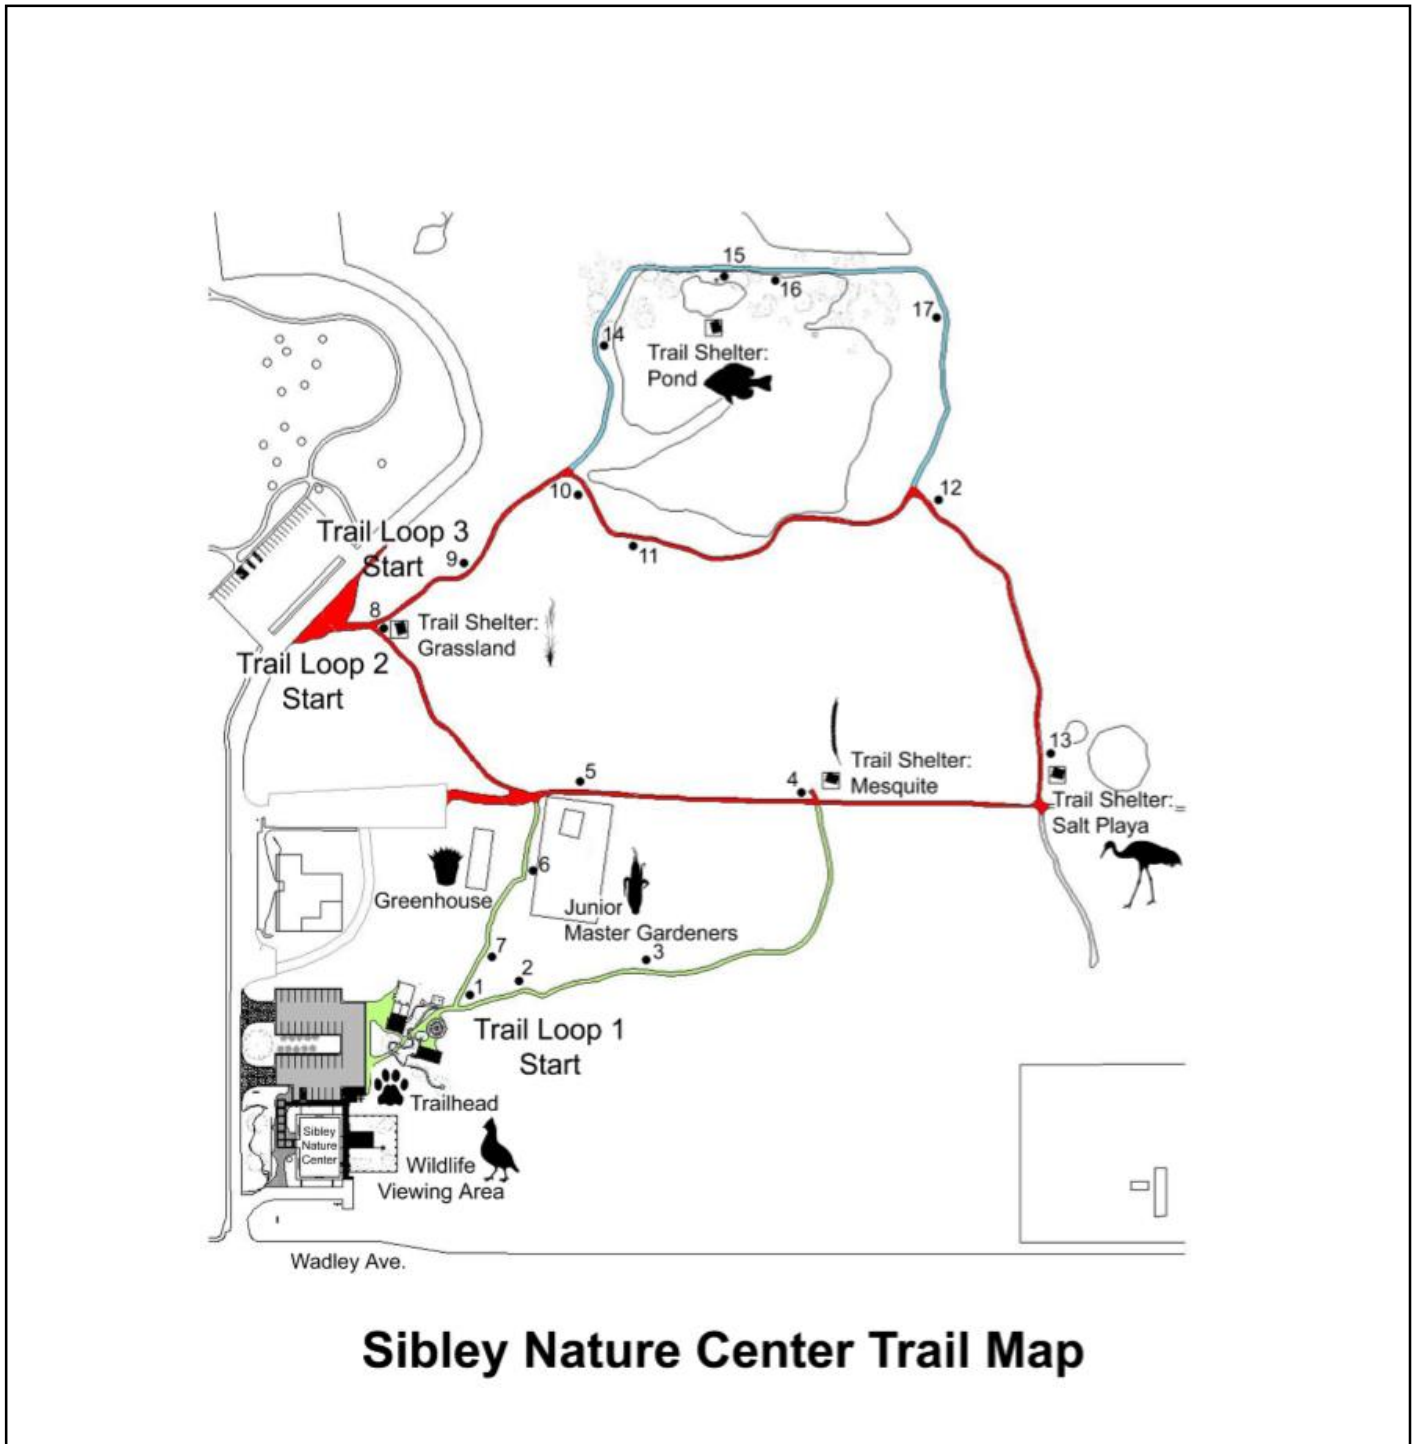 15
16
17
14
Trail Shelter:
Pond
10
12
11
Trail Loop 3
Start
9
8
Trail Shelter:
Grassland
Trail Loop 2
Start
13
5
4
Trail Shelter:
Mesquite
Trail Shelter:
Salt Playa
6
Greenhouse
Junior
Master Gardeners
7
3
2
1
Trail Loop 1
Start
Trailhead
Sibley
Nature
Center
Wildlife
Viewing Area
Wadley Ave.
Sibley Nature Center Trail Map